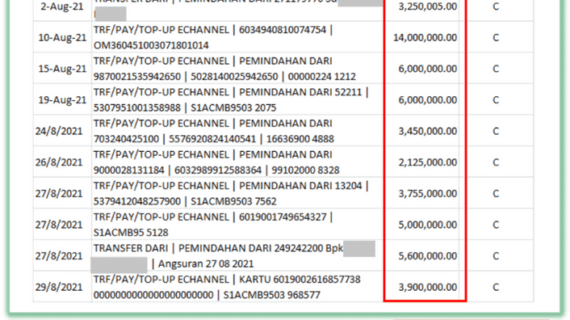 2-Aug-21
3,250,005.00 C
10-Aug-21 TRF/PAY/TOP-UP ECHANNEL | 6034940810074754 | 14,000,000.00 C
OM360451003071801014
15-Aug-21 TRF/PAY/TOP-UP ECHANNEL | PEMINDAHAN DARI 6,000,000.00 C
9870021535942650 | 5028140025942650 | 00000224 1212
19-Aug-21 TRF/PAY/TOP-UP ECHANNEL | PEMINDAHAN DARI 52211 | 6,000,000.00 C
5307951001358988 | S1ACMB9503 2075
24/8/2021 TRF/PAY/TOP-UP ECHANNEL | PEMINDAHAN DARI 3,450,000.00 C
703240425100 | 5576920824140541 | 16636900 4888
26/8/2021 TRF/PAY/TOP-UP ECHANNEL | PEMINDAHAN DARI 2,125,000.00 C
9000028131184 | 6032989912588364 | 99102000 8328
27/8/2021 TRF/PAY/TOP-UP ECHANNEL | PEMINDAHAN DARI 13204 | 3,755,000.00 C
5379412048257900 | S1ACMB9503 7562
27/8/2021 TRF/PAY/TOP-UP ECHANNEL | 6019001749654327 | 5,000,000.00 C
S1ACMB95 5128
27/8/2021 TRANSFER DARI | PEMINDAHAN DARI 249242200 Bpk 5,600,000.00 C
| Angsuran 27 08 2021
29/8/2021 TRF/PAY/TOP-UP ECHANNEL | KARTU 6019002616857738 3,900,000.00 C
0000000000000000000000 | S1ACMB9503 968577